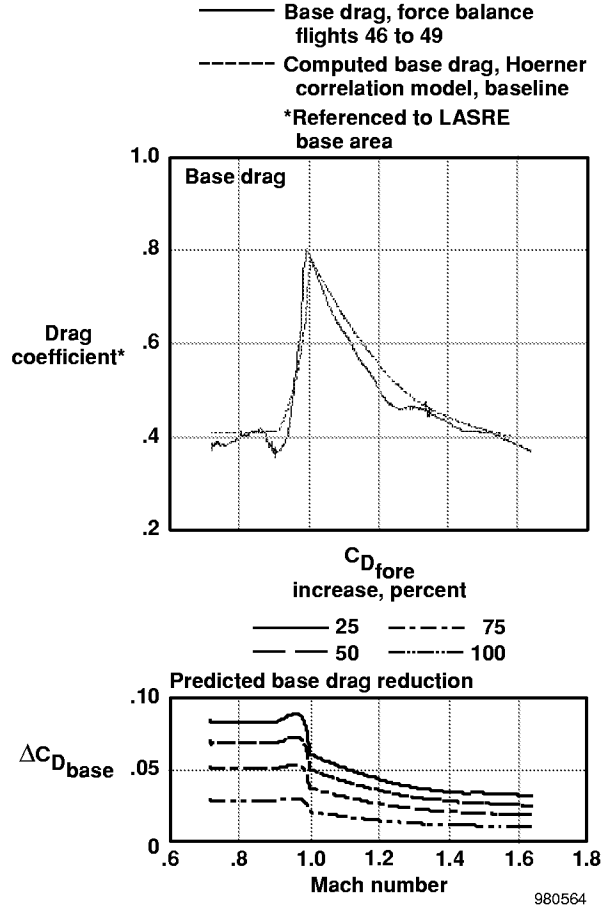 Base drag, force balance
flights 46 to 49
Computed base drag, Hoerner
correlation model, baseline
*Referenced to LASRE
base area
1.0
Base drag
.8
.6
Drag
coefficient*
.4
.2
CDfore
increase, percent
25
75
50
100
Predicted base drag reduction
.10
ΔCDbase
.05
0
.6
.8
1.0
1.2
1.4
1.6
1.8
Mach number
980564